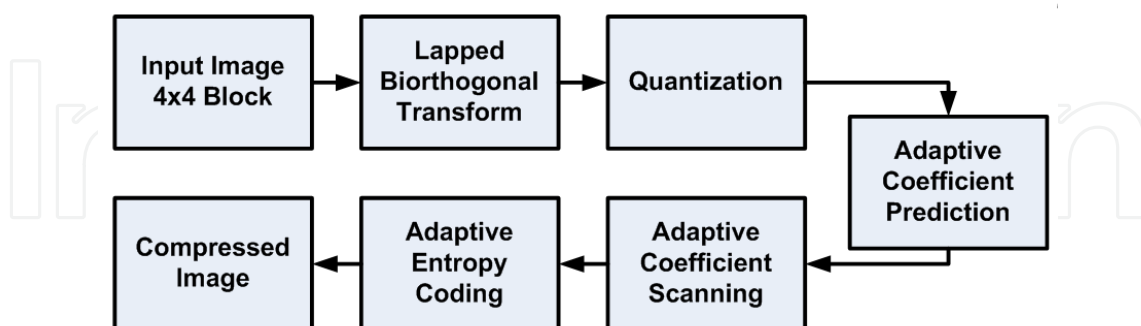 Input Image
4x4 Block
Lapped
Biorthogonal
Transform
Quantization
Adaptive
Coefficient
Prediction
Adaptive
Coefficient
Scanning
Adaptive
Entropy
Coding
Compressed
Image